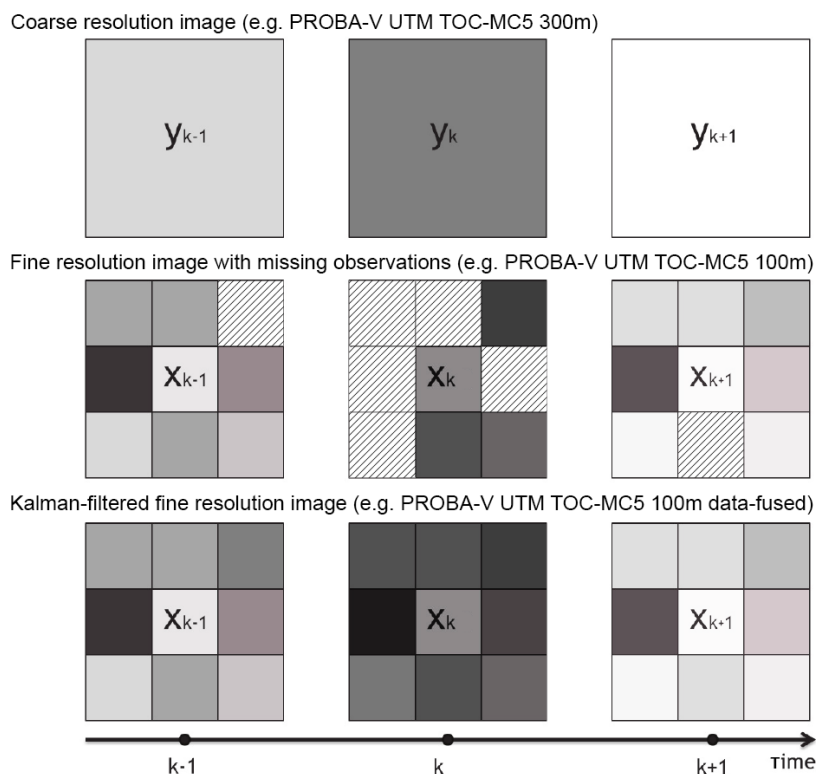 Coarse resolution image (e.g. PROBA-V UTM TOC-MC5 300m)
yk-1 yk yk+1
Fine resolution image with missing observations (e.g. PROBA-V UTM TOC-MC5 100m)
xk-1 xk xk+1
Kalman-filtered fine resolution image (e.g. PROBA-V UTM TOC-MC5 100m data-fused)
xk-1 xk xk+1
k-1 k k+1 Time